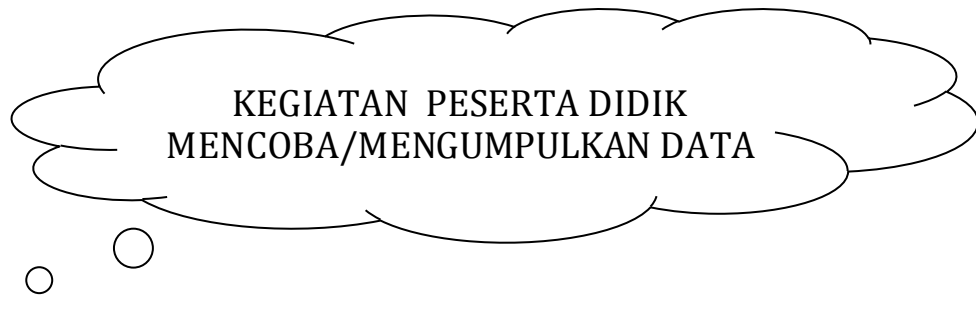 KEGIATAN PESERTA DIDIK
MENCOBA/MENGUMPULKAN DATA